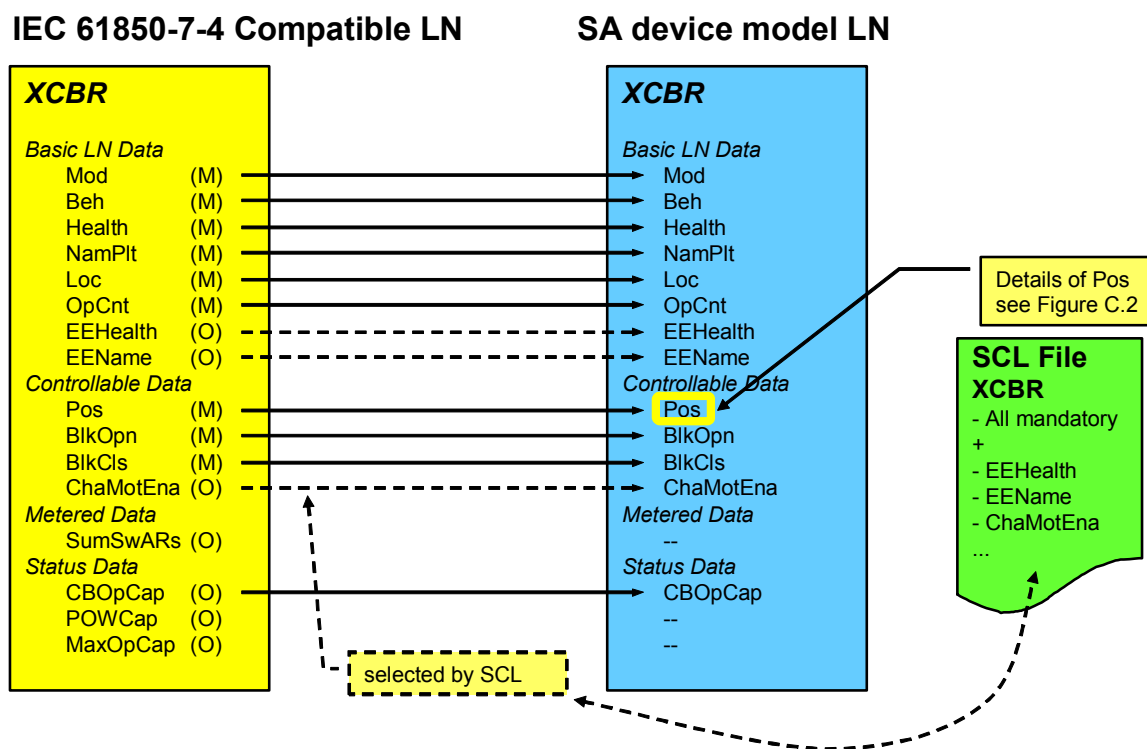 IEC 61850-7-4 Compatible LN
SA device model LN
XCBR
Basic LN Data
Mod (M)
Beh (M)
Health (M)
NamPlt (M)
Loc (M)
OpCnt (M)
EEHealth (O)
EEName (O)
Controllable Data
Pos (M)
BlkOpn (M)
BlkCls (M)
ChaMotEna (O)
Metered Data
SumSwARs (O)
Status Data
CBOpCap (O)
POWCap (O)
MaxOpCap (O)
XCBR
Basic LN Data
Mod
Beh
Health
NamPlt
Loc
OpCnt
EEHealth
EEName
Controllable Data
Pos
BlkOpn
BlkCls
ChaMotEna
Metered Data
--
Status Data
CBOpCap
--
--
Details of Pos
see Figure C.2
SCL File
XCBR
- All mandatory
+
- EEHealth
- EEName
- ChaMotEna
...
selected by SCL